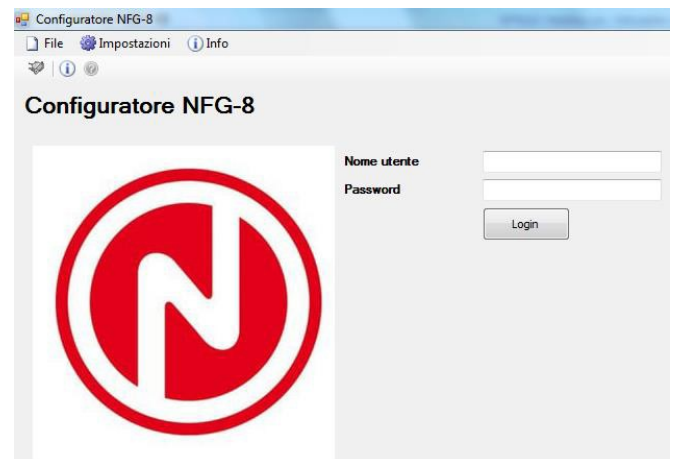 Configuratore NFG-8
File Impostazioni Info
Configuratore NFG-8
Nome utente
Password
Login